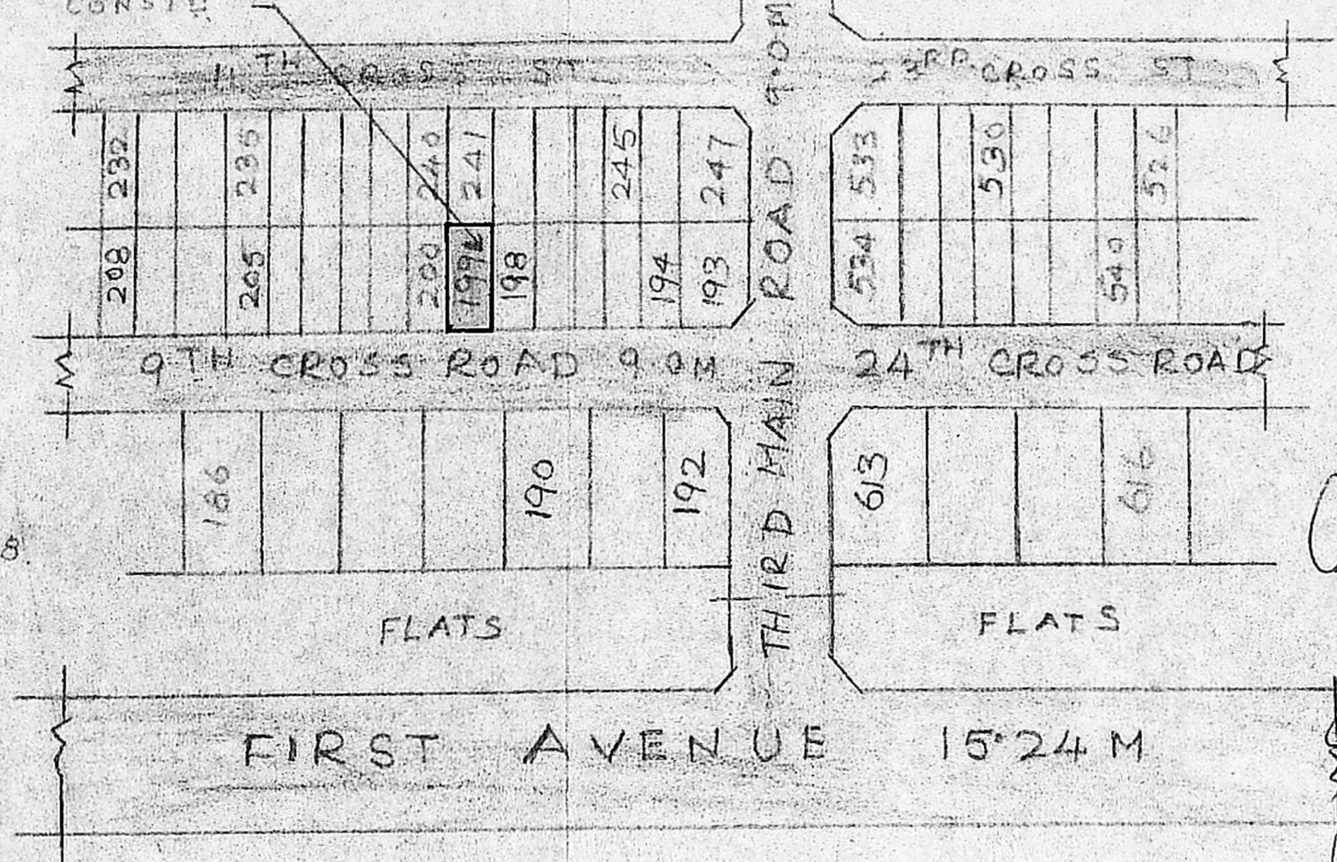 11TH CROSS ST
23RD CROSS ST
232 235 240 241 245 247
533 530 526
208 205 200 199 198 194 193
534 540
9TH CROSS ROAD 9.0M
24TH CROSS ROAD
186 190 192
613 616
THIRD MAIN ROAD 9.0M
FLATS
FLATS
FIRST AVENUE 15.24 M
8.